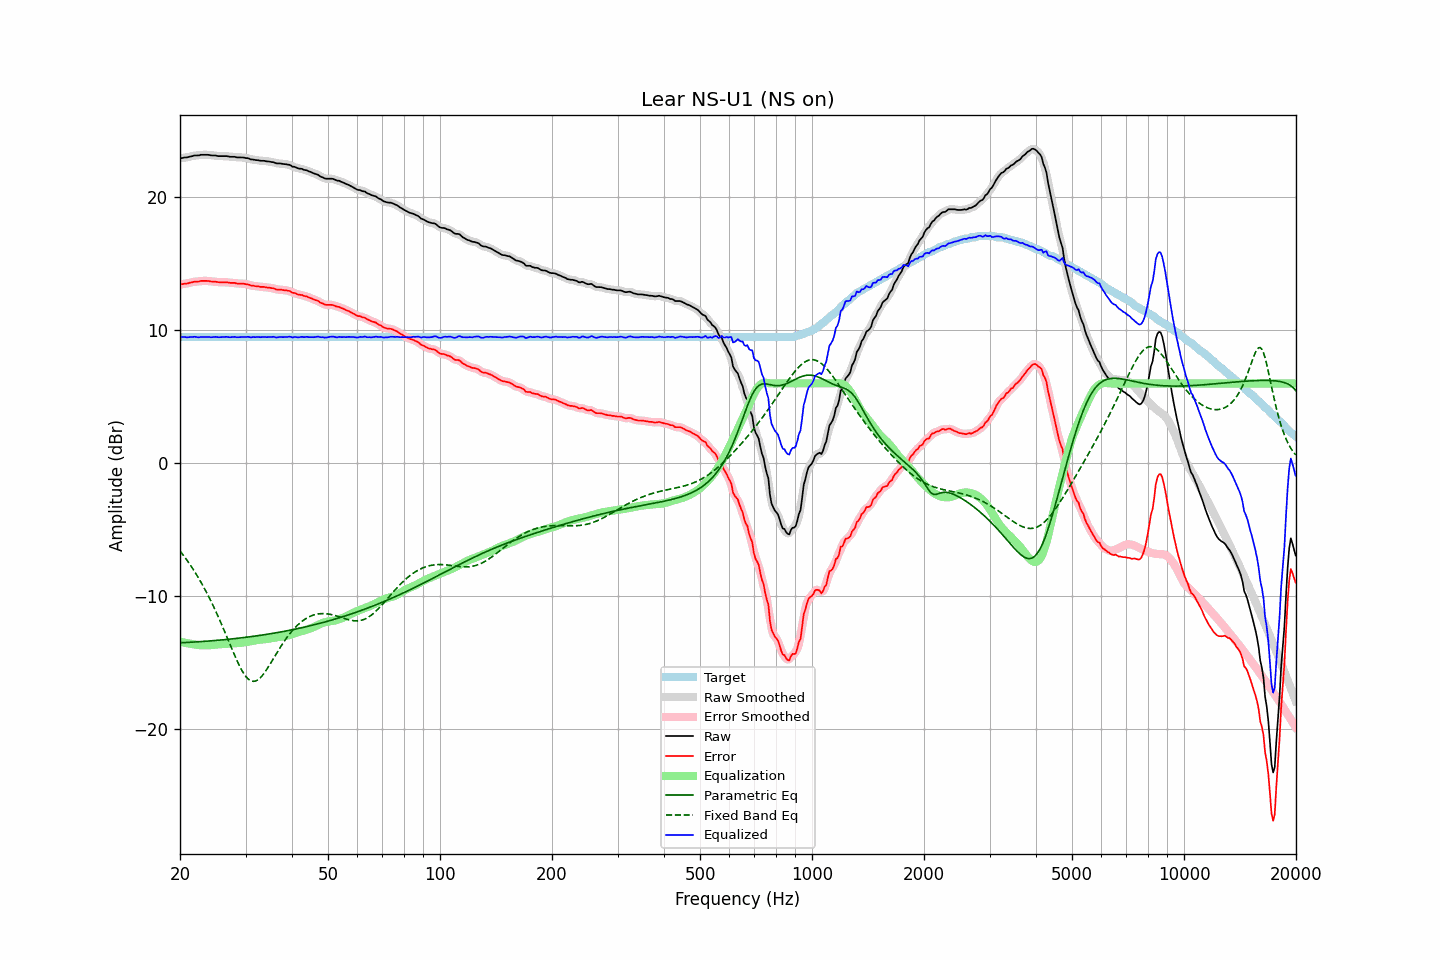 Lear NS-U1 (NS on)
Amplitude (dBr)
20
10
0
−10
−20
Target
Raw Smoothed
Error Smoothed
Raw
Error
Equalization
Parametric Eq
Fixed Band Eq
Equalized
20 50 100 200 500 1000 2000 5000 10000 20000
Frequency (Hz)